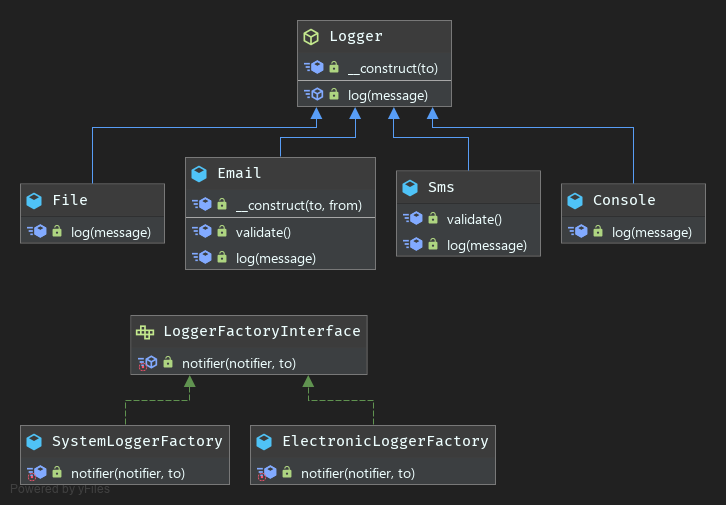 Logger
__construct(to)
log(message)
File
log(message)
Email
__construct(to, from)
validate()
log(message)
Sms
validate()
log(message)
Console
log(message)
LoggerFactoryInterface
notifier(notifier, to)
SystemLoggerFactory
notifier(notifier, to)
ElectronicLoggerFactory
notifier(notifier, to)
Powered by yFiles